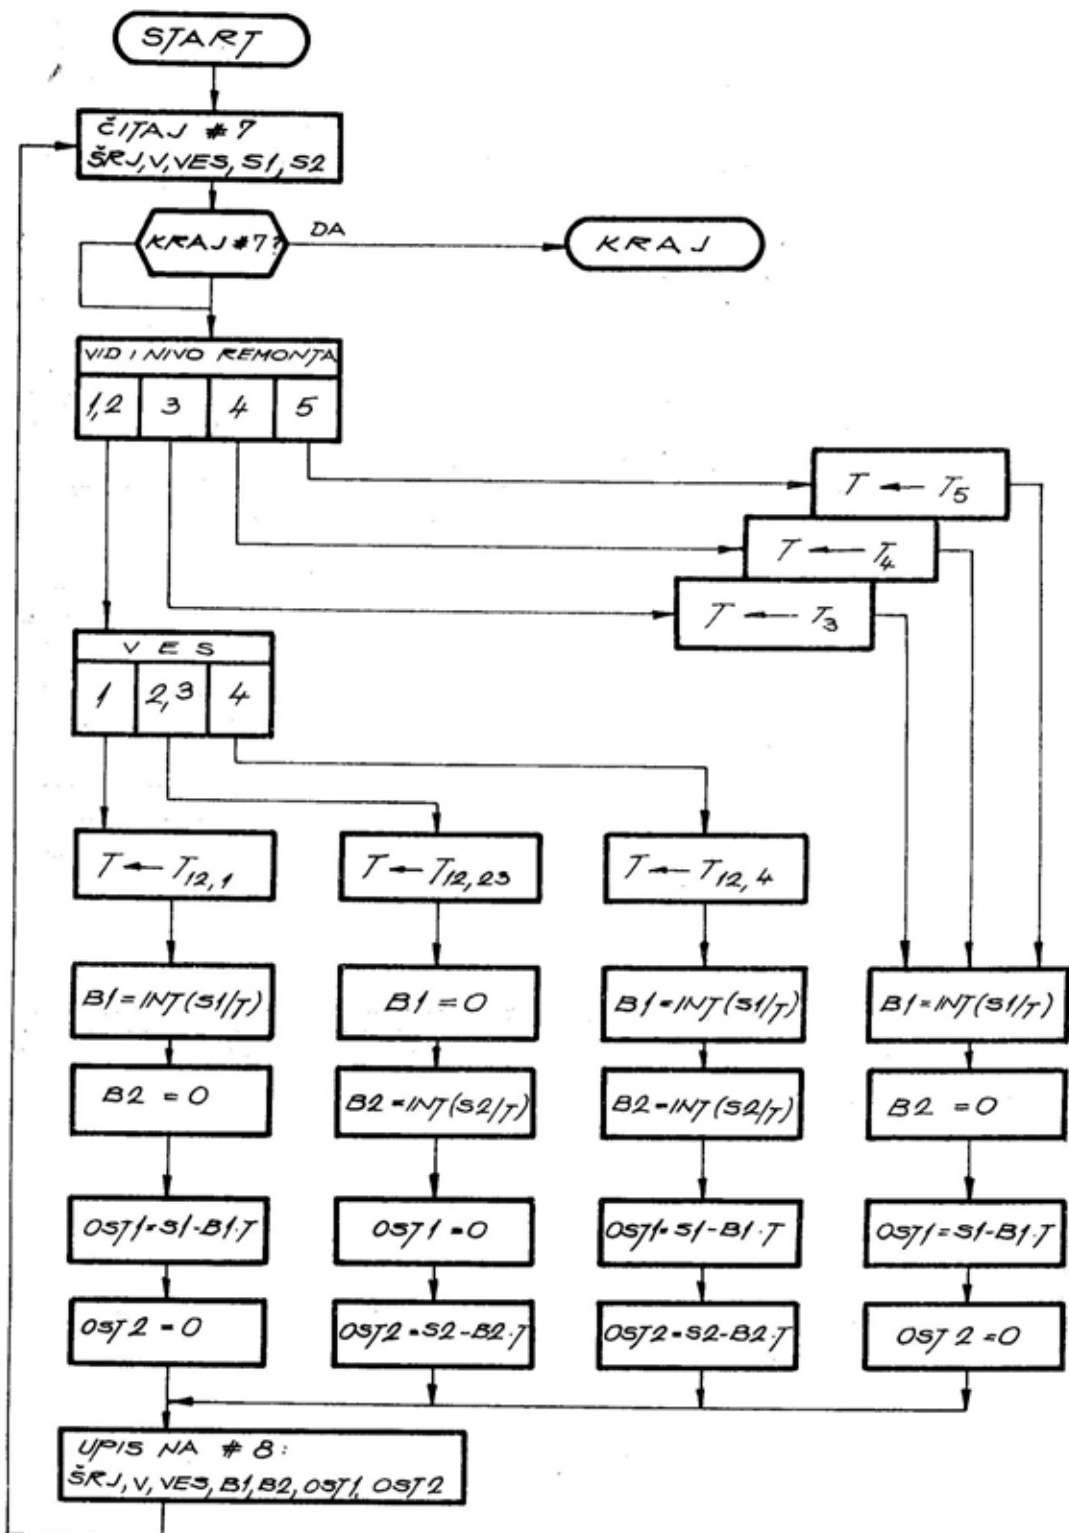 START
ČITAJ # 7
ŠRJ, V, VES, S1, S2
KRAJ #7?
DA
KRAJ
VID I NIVO REMONTA
1,2 3 4 5
T ← T5
T ← T4
T ← T3
V E S
1 2,3 4
T ← T12,1
T ← T12,23
T ← T12,4
B1 = INT(S1/T)
B1 = 0
B1 = INT(S1/T)
B1 = INT(S1/T)
B2 = 0
B2 = INT(S2/T)
B2 = INT(S2/T)
B2 = 0
OST1 = S1 - B1·T
OST1 = 0
OST1 = S1 - B1·T
OST1 = S1 - B1·T
OST2 = 0
OST2 = S2 - B2·T
OST2 = S2 - B2·T
OST2 = 0
UPIS NA # 8:
ŠRJ, V, VES, B1, B2, OST1, OST2